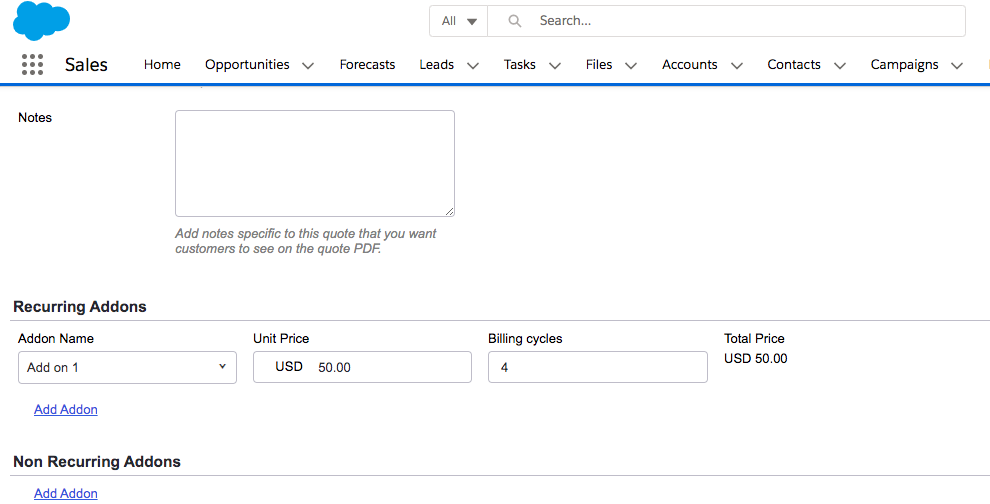 All Search...
Sales Home Opportunities Forecasts Leads Tasks Files Accounts Contacts Campaigns
Notes
Add notes specific to this quote that you want
customers to see on the quote PDF.
Recurring Addons
Addon Name Unit Price Billing cycles Total Price
Add on 1 USD 50.00 4 USD 50.00
Add Addon
Non Recurring Addons
Add Addon